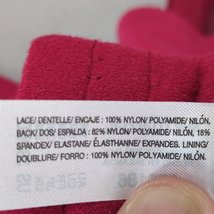 LACE/ DENTELLE/ ENCAJE: 100% NYLON/ POLYAMIDE/ NILÓN,
BACK/ DOS/ ESPALDA : 82% NYLON/ POLYAMIDE/ NILÓN, 18%
SPANDEX/ ELASTANE/ ÉLASTHANNE/ EXPANDES, LINING/
DOUBLURE/ FORRO : 100% NYLON/ POLYAMIDE/ NILÓN